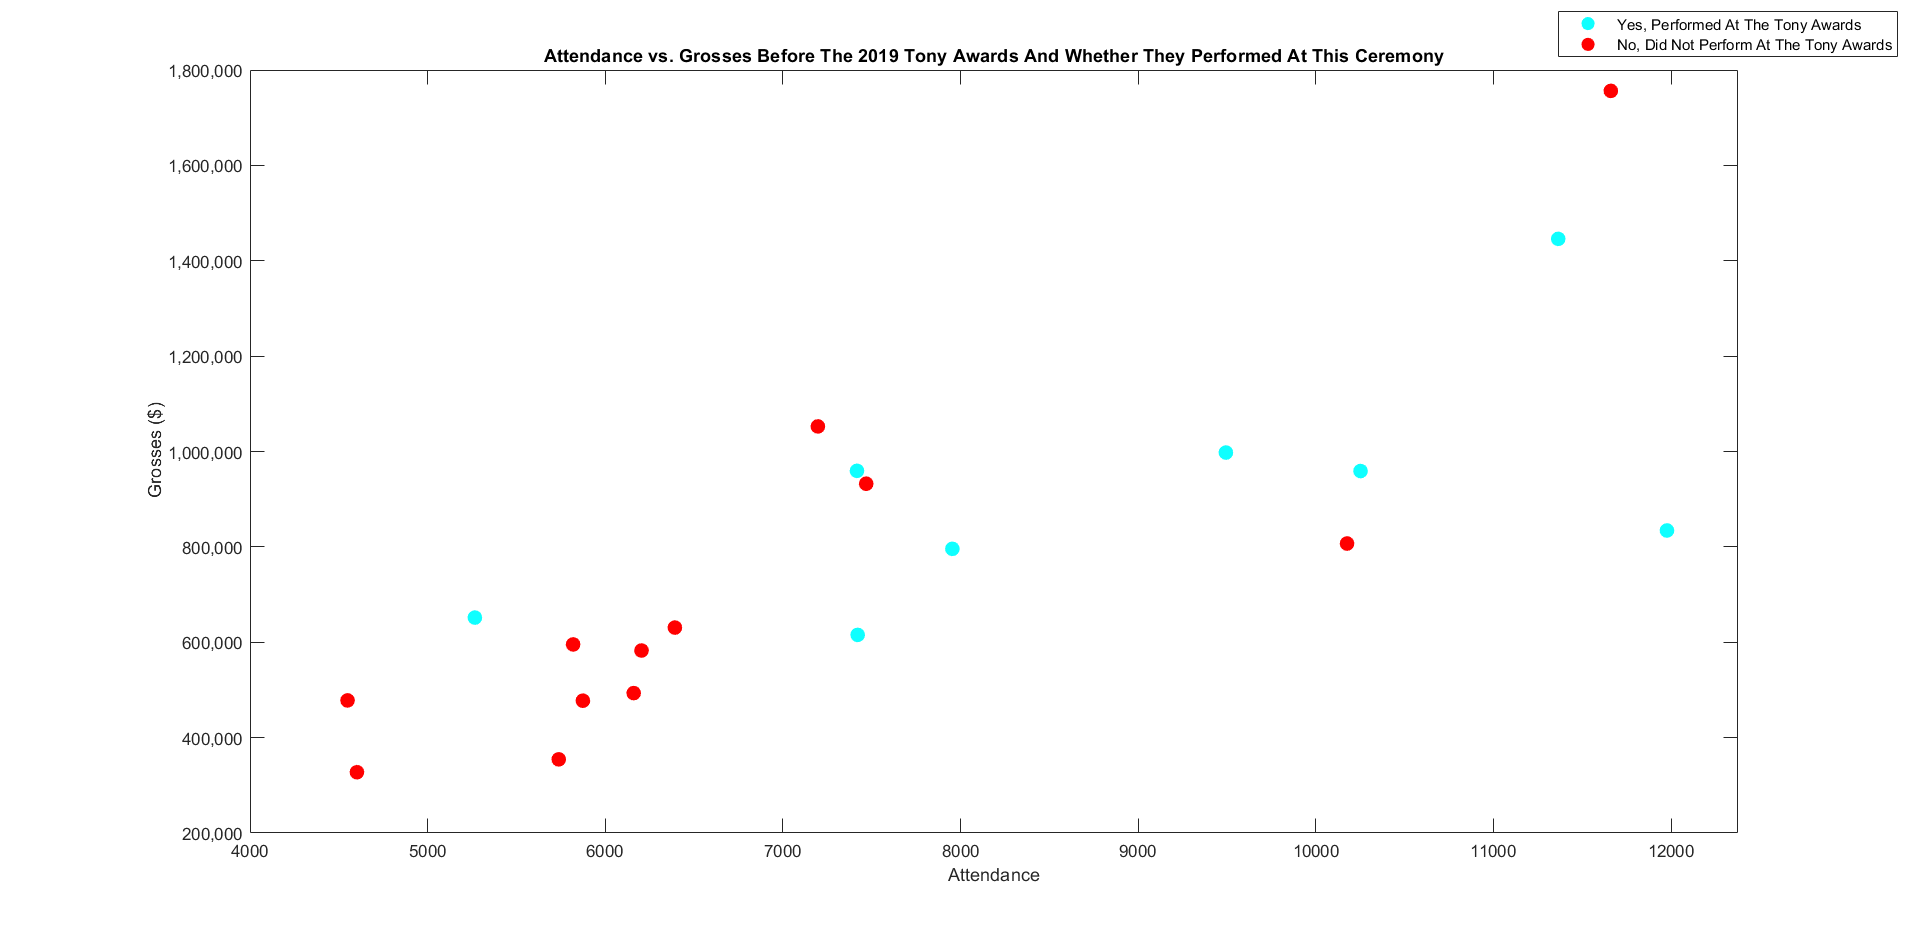 Yes, Performed At The Tony Awards
No, Did Not Perform At The Tony Awards
Attendance vs. Grosses Before The 2019 Tony Awards And Whether They Performed At This Ceremony
1,800,000
1,600,000
1,400,000
1,200,000
1,000,000
800,000
600,000
400,000
200,000
Grosses ($)
4000 5000 6000 7000 8000 9000 10000 11000 12000
Attendance